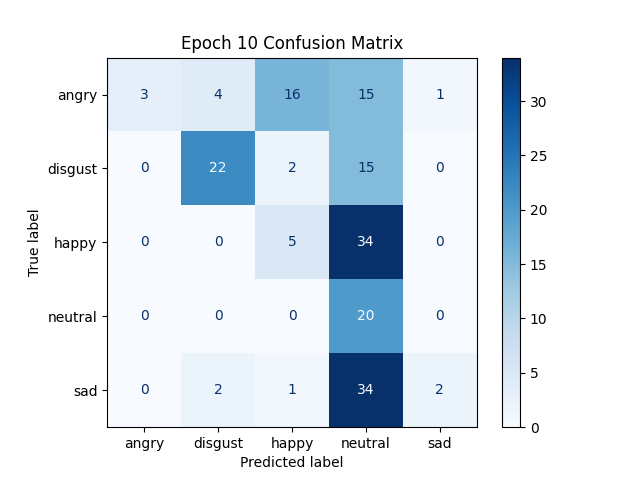 Epoch 10 Confusion Matrix
angry 3 4 16 15 1
disgust 0 22 2 15 0
happy 0 0 5 34 0
neutral 0 0 0 20 0
sad 0 2 1 34 2
angry disgust happy neutral sad
Predicted label
True label
30
25
20
15
10
5
0